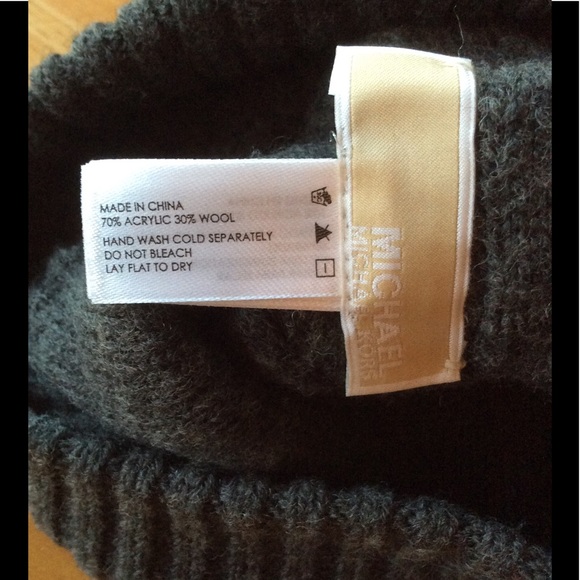 MADE IN CHINA
70% ACRYLIC 30% WOOL
HAND WASH COLD SEPARATELY
DO NOT BLEACH
LAY FLAT TO DRY
MICHAEL
MICHAEL KORS